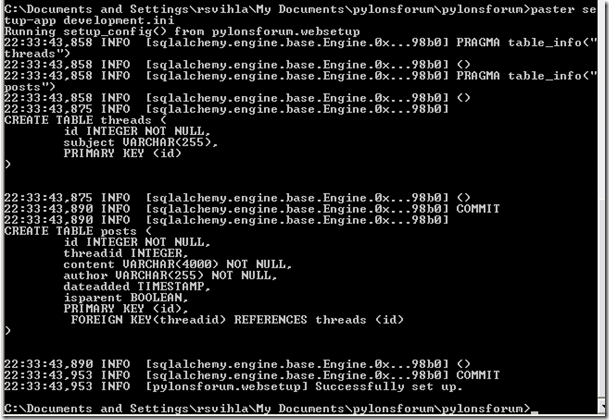 C:\Documents and Settings\rsvihla\My Documents\pylonsforum\pylonsforum>paster se
tup-app development.ini
Running setup_config() from pylonsforum.websetup
22:33:43,858 INFO  [sqlalchemy.engine.base.Engine.0x...98b0] PRAGMA table_info("
threads")
22:33:43,858 INFO  [sqlalchemy.engine.base.Engine.0x...98b0] ()
22:33:43,858 INFO  [sqlalchemy.engine.base.Engine.0x...98b0] PRAGMA table_info("
posts")
22:33:43,858 INFO  [sqlalchemy.engine.base.Engine.0x...98b0] ()
22:33:43,875 INFO  [sqlalchemy.engine.base.Engine.0x...98b0]
CREATE TABLE threads (
        id INTEGER NOT NULL,
        subject VARCHAR(255),
        PRIMARY KEY (id)
)
22:33:43,875 INFO  [sqlalchemy.engine.base.Engine.0x...98b0] ()
22:33:43,890 INFO  [sqlalchemy.engine.base.Engine.0x...98b0] COMMIT
22:33:43,890 INFO  [sqlalchemy.engine.base.Engine.0x...98b0]
CREATE TABLE posts (
        id INTEGER NOT NULL,
        threadid INTEGER,
        content VARCHAR(4000) NOT NULL,
        author VARCHAR(255) NOT NULL,
        dateadded TIMESTAMP,
        isparent BOOLEAN,
        PRIMARY KEY (id),
         FOREIGN KEY(threadid) REFERENCES threads (id)
)
22:33:43,890 INFO  [sqlalchemy.engine.base.Engine.0x...98b0] ()
22:33:43,953 INFO  [sqlalchemy.engine.base.Engine.0x...98b0] COMMIT
22:33:43,953 INFO  [pylonsforum.websetup] Successfully set up.
C:\Documents and Settings\rsvihla\My Documents\pylonsforum\pylonsforum>_